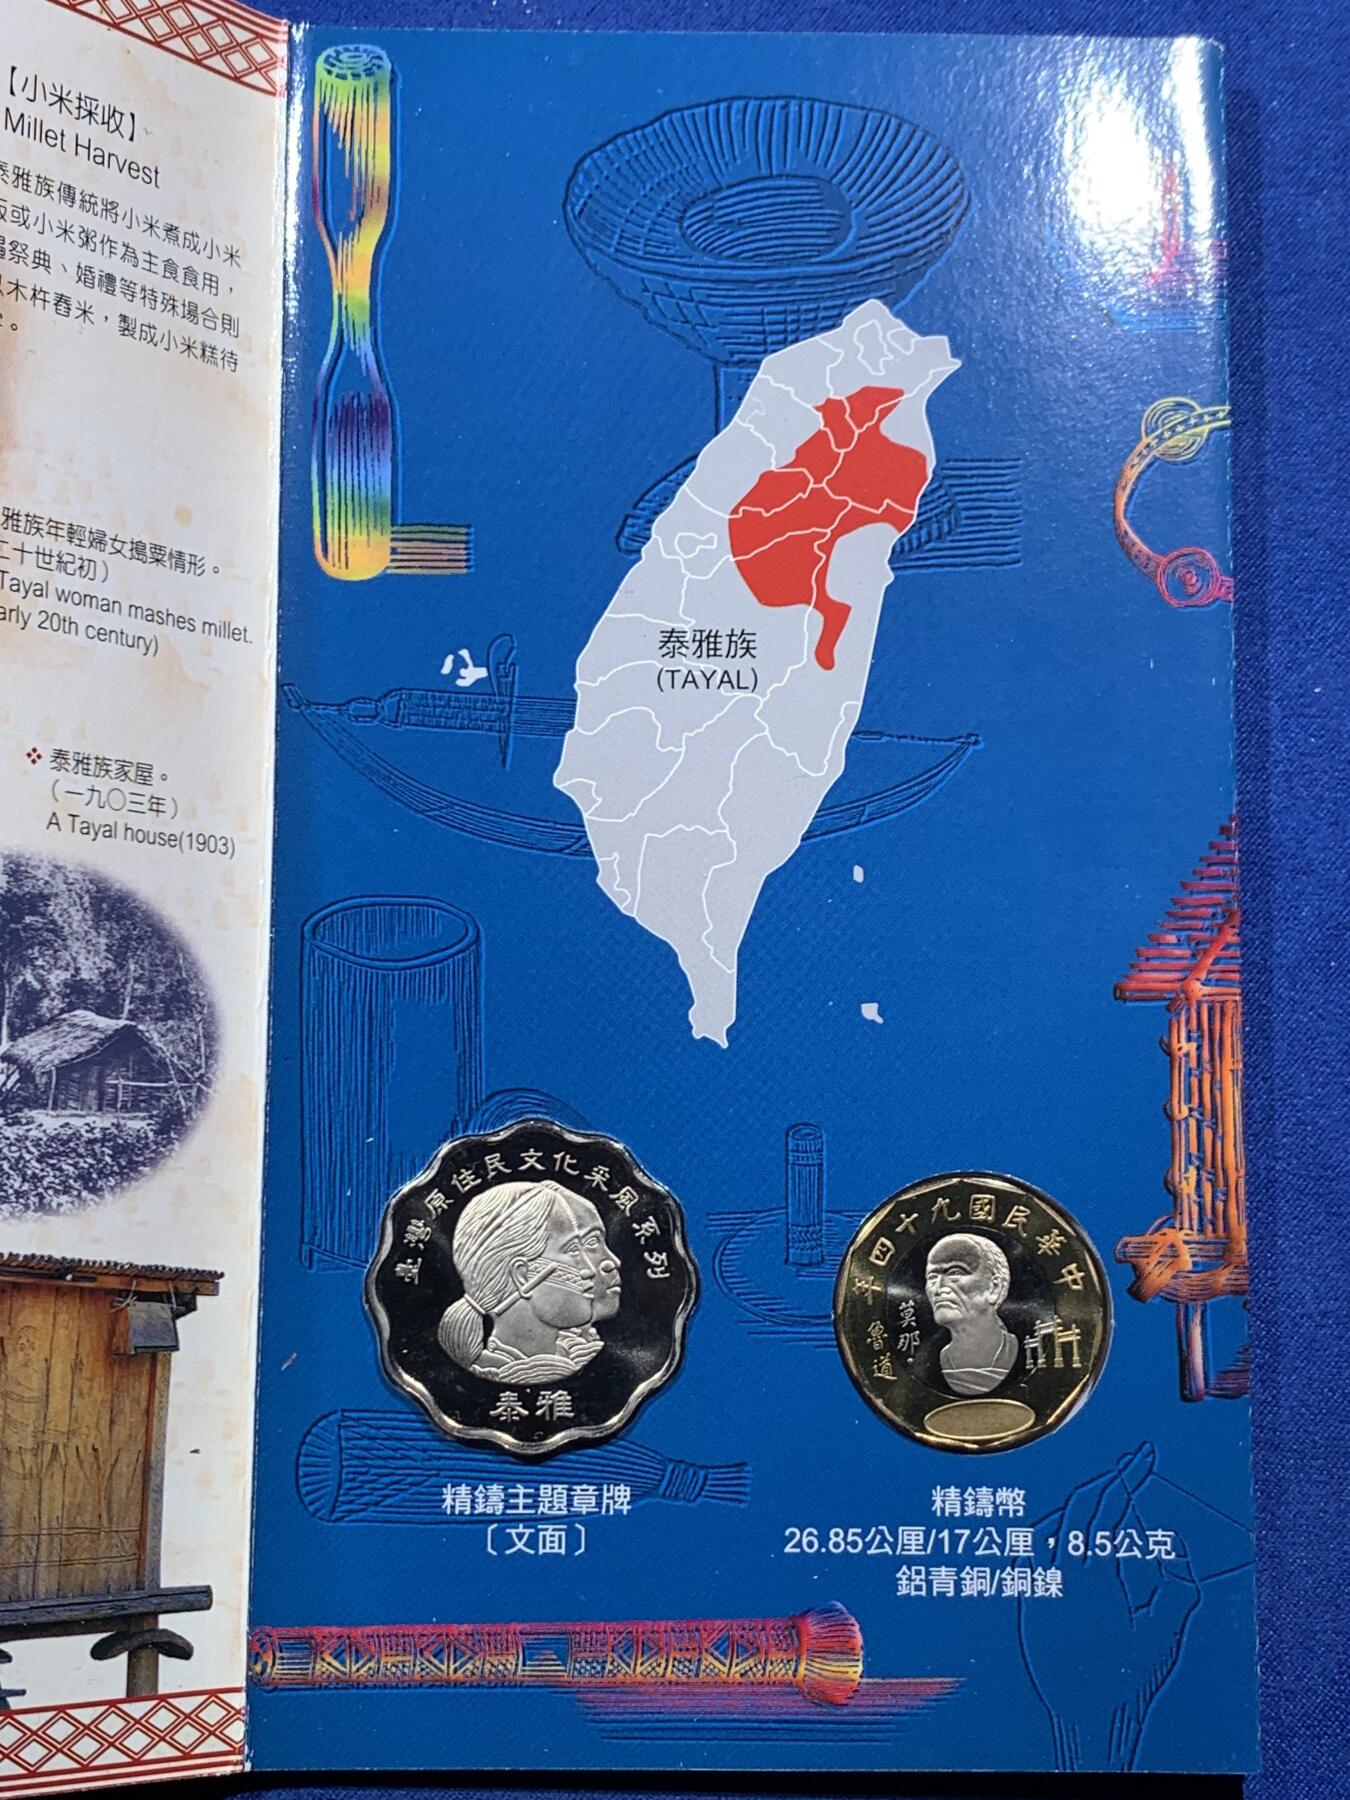 【小米採收】
Millet Harvest
泰雅族傳統將小米煮成小米
飯或小米粥作為主食食用，
祭典、婚禮等特殊場合則
以木杵舂米，製成小米糕待
。
雅族年輕婦女搗粟情形。
二十世紀初）
Tayal woman mashes millet.
early 20th century)
泰雅族家屋。
（一九〇三年）
A Tayal house(1903)
泰雅族
(TAYAL)
臺灣原住民文化采風系列
泰雅
精鑄主題章牌
〔文面〕
中華民國九十四年
莫那．
魯道
精鑄幣
26.85公厘/17公厘，8.5公克
鋁青銅/銅鎳